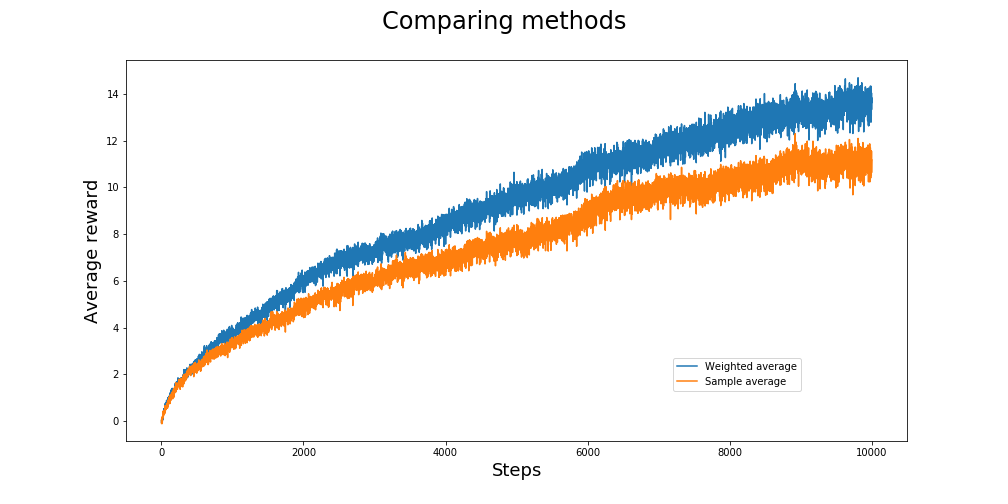 Comparing methods
Average reward
14
12
10
8
6
4
2
0
Weighted average
Sample average
0 2000 4000 6000 8000 10000
Steps